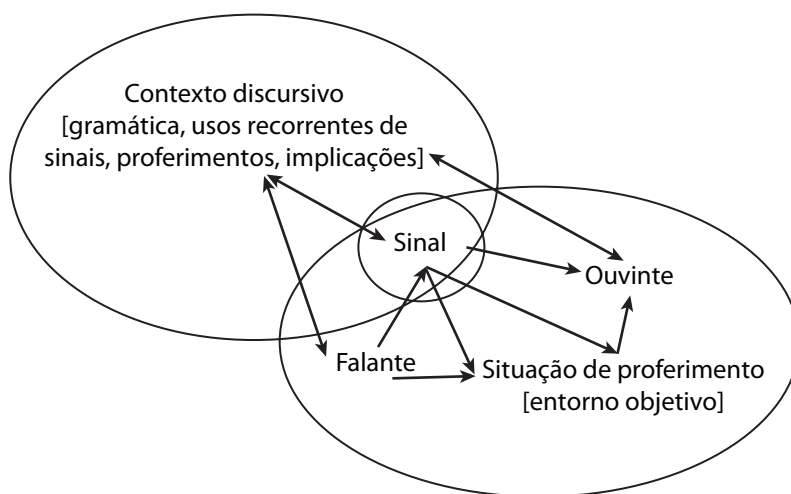 Contexto discursivo
[gramática, usos recorrentes de
sinais, proferimentos, implicações]
Sinal
Ouvinte
Falante
Situação de proferimento
[entorno objetivo]